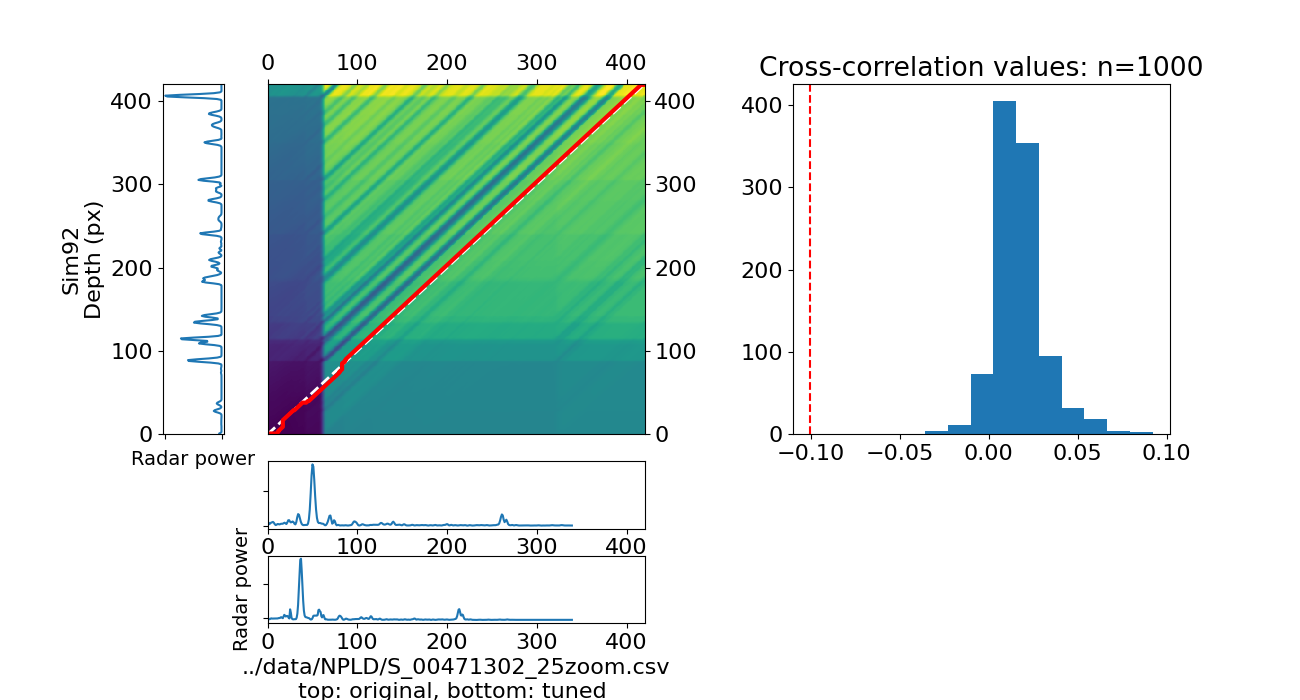 0 100 200 300 400
Cross-correlation values: n=1000
400
300
200
100
0
Sim92
Depth (px)
400
300
200
100
0
400
300
200
100
0
−0.10 −0.05 0.00 0.05 0.10
Radar power
0 100 200 300 400
Radar power
0 100 200 300 400
../data/NPLD/S_00471302_25zoom.csv
top: original, bottom: tuned